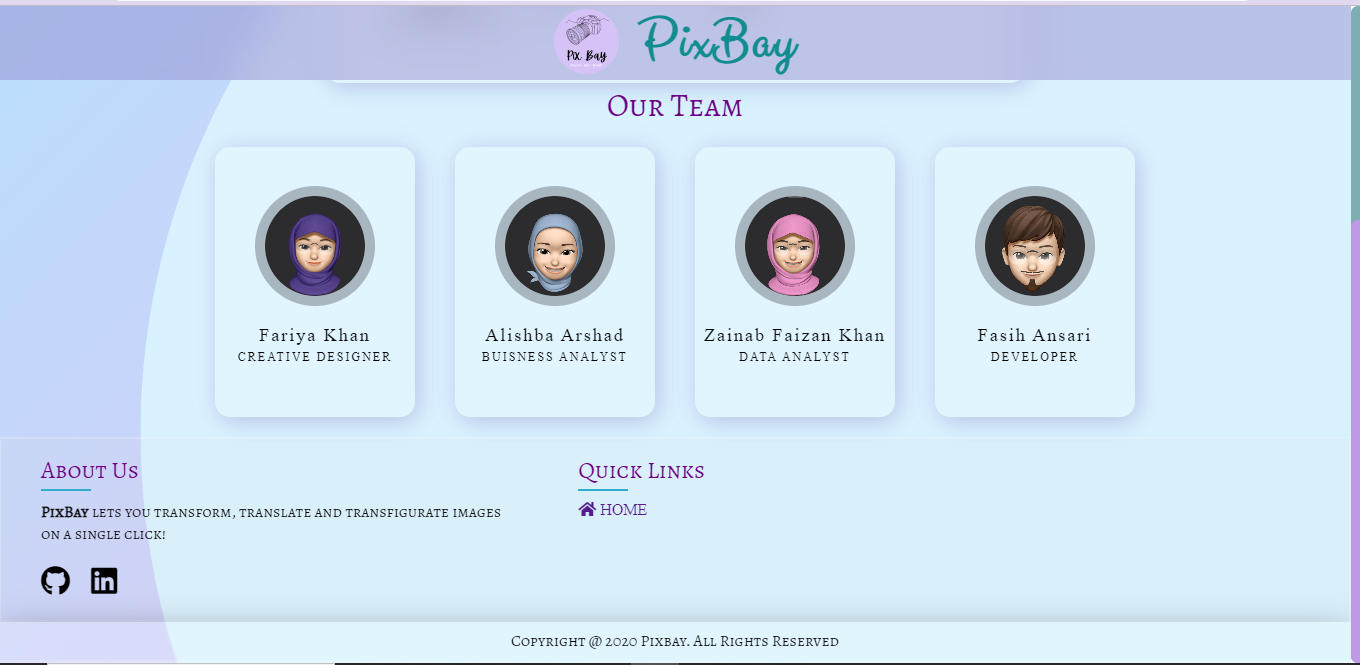 Pix Bay
PixBay
Our Team
Fariya Khan
CREATIVE DESIGNER
Alishba Arshad
BUISNESS ANALYST
Zainab Faizan Khan
DATA ANALYST
Fasih Ansari
DEVELOPER
About Us
PixBay lets you transform, translate and transfigurate images
on a single click!
in
Quick Links
HOME
Copyright @ 2020 Pixbay. All Rights Reserved